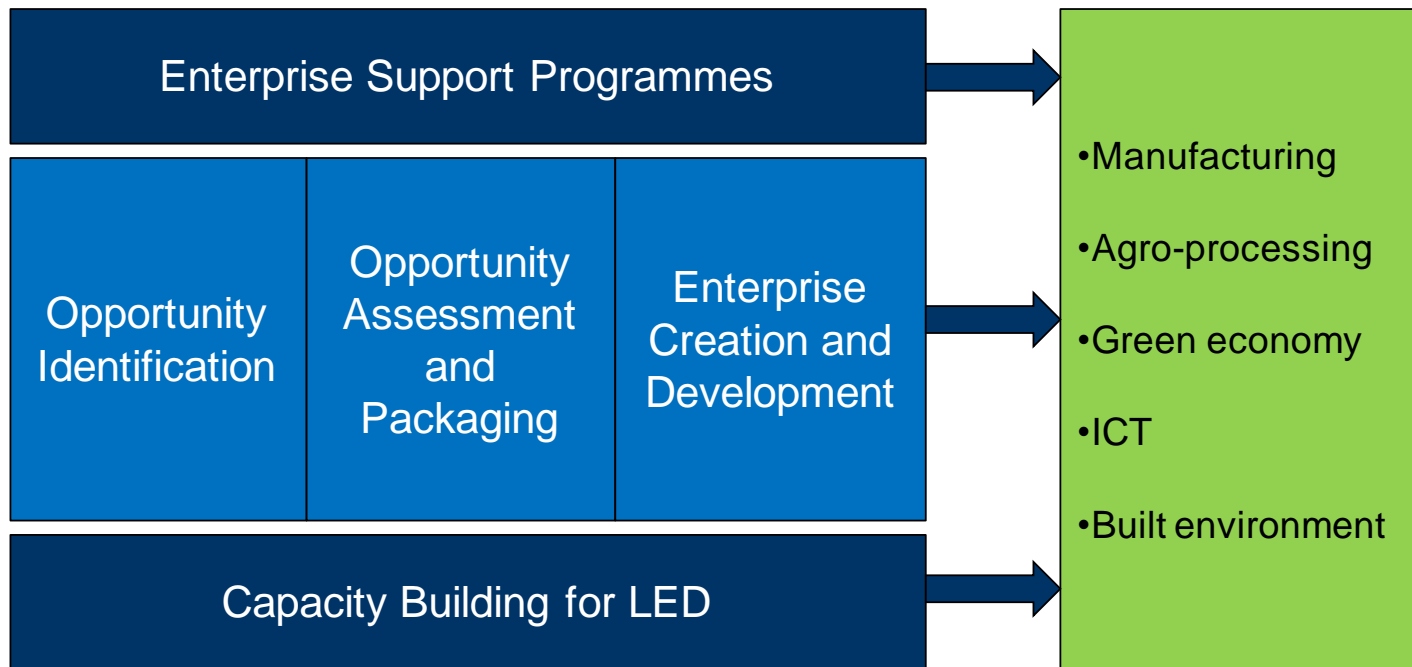 Enterprise Support Programmes
Opportunity
Identification
Opportunity
Assessment
and
Packaging
Enterprise
Creation and
Development
Capacity Building for LED
•Manufacturing
•Agro-processing
•Green economy
•ICT
•Built environment